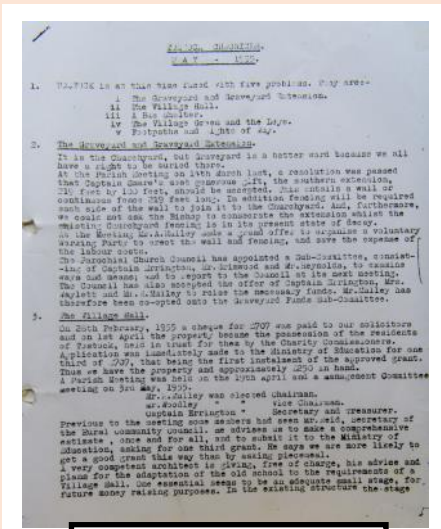 MAY - 1955.
1. is at this time faced with five problems. They are:-
i The Graveyard and Graveyard Extension.
ii The Village Hall.
iii A Bus Shelter.
iv The Village Green and the Leys.
v Footpaths and Rights of Way.
2. The Graveyard and Graveyard Extension.
It is the Churchyard, but Graveyard is a better word because we all
have a right to be buried there.
At the Parish Meeting on 14th March last, a resolution was passed
that Captain most generous gift, the southern extension,
219 feet by 100 feet, should be accepted. This entails a wall or
continuous fence 219 feet long. In addition fencing will be required
each side of the wall to join it to the Churchyard. And, furthermore,
we could not ask the Bishop to consecrate the extension whilst the
existing Churchyard fencing is in its present state of decay.
At the Meeting Mr. made a grand offer to organise a voluntary
Working Party to erect the wall and fencing, and save the expense of
the labour costs.
The Parochial Church Council has appointed a Sub-Committee, consist-
-ing of Captain Errington, Mr. and Mr. Reynolds, to examine
ways and means; and to report to the Council at its next meeting.
The Council has also accepted the offer of Captain Errington, Mrs.
and Mr. to raise the necessary funds. Mr. has
therefore been co-opted onto the Graveyard Funds Sub-Committee.
3. The Village Hall.
On 26th February, 1955 a cheque for £707 was paid to our solicitors
and on 1st April the property became the possession of the residents
of held in trust for them by the Charity Commissioners.
Application was immediately made to the Ministry of Education for one
third of £707, that being the first instalment of the approved grant.
Thus we have the property and approximately £250 in hand.
A Parish Meeting was held on the 19th April and a Management Committee
meeting on 3rd May, 1955.
Mr. was elected Chairman.
Mr. Woodley " " Vice Chairman.
Captain Errington " Secretary and Treasurer.
Previous to the meeting some members had seen Mr. Reid, Secretary of
the Rural Community Council. He advises us to make a comprehensive
estimate , once and for all, and to submit it to the Ministry of
Education, asking for one third grant. He says we are more likely to
get a good grant this way than by asking piecemeal.
A very competent architect is giving, free of charge, his advice and
plans for the adaptation of the old school to the requirements of a
Village Hall. One essential seems to be an adequate small stage, for
future money raising purposes. In the existing structure the stage